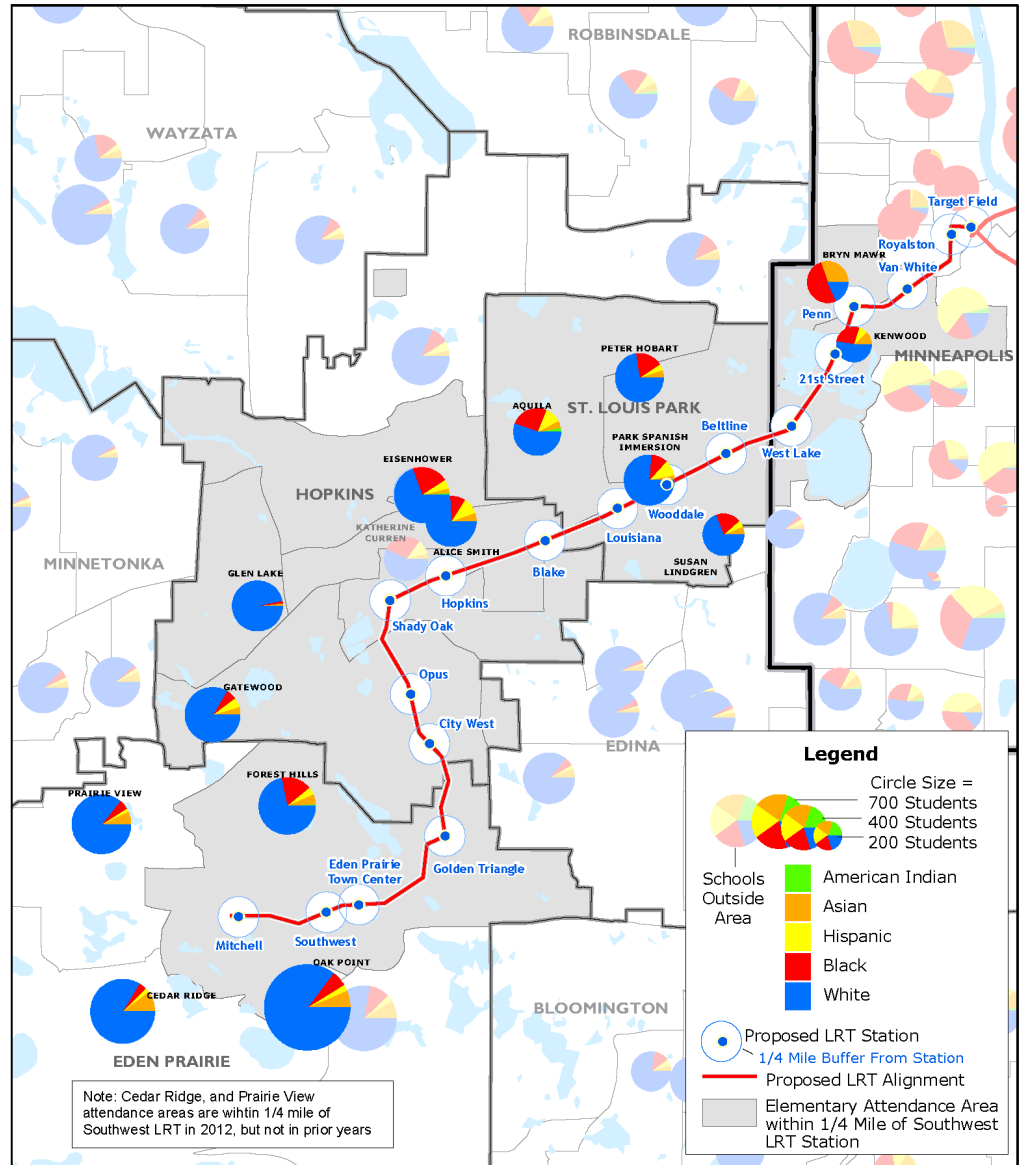 ROBBINSDALE
WAYZATA
Target Field
Royalston
BRYN MAWR
Van White
Penn
KENWOOD
MINNEAPOLIS
PETER HOBART
21st Street
AQUILA
ST. LOUIS PARK
Beltline
PARK SPANISH
IMMERSION
West Lake
EISENHOWER
HOPKINS
Wooddale
KATHERINE
CURREN
Louisiana
ALICE SMITH
MINNETONKA
SUSAN
LINDGREN
Blake
GLEN LAKE
Hopkins
Shady Oak
Opus
GATEWOOD
City West
EDINA
FOREST HILLS
PRAIRIE VIEW
Golden Triangle
Eden Prairie
Town Center
Mitchell
Southwest
OAK POINT
CEDAR RIDGE
BLOOMINGTON
EDEN PRAIRIE
Note: Cedar Ridge, and Prairie View
attendance areas are wihtin 1/4 mile of
Southwest LRT in 2012, but not in prior years
Legend
Circle Size =
700 Students
400 Students
200 Students
Schools
Outside
Area
American Indian
Asian
Hispanic
Black
White
Proposed LRT Station
1/4 Mile Buffer From Station
Proposed LRT Alignment
Elementary Attendance Area
within 1/4 Mile of Southwest
LRT Station